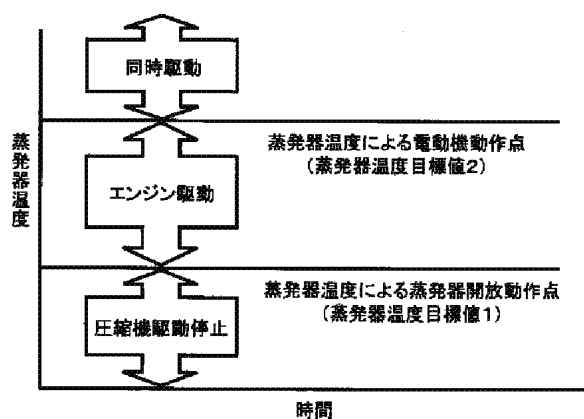 同時駆動
蒸発器温度による電動機動作点
(蒸発器温度目標値2)
エンジン駆動
蒸発器温度
蒸発器温度による蒸発器開放動作点
(蒸発器温度目標値1)
圧縮機駆動停止
時間